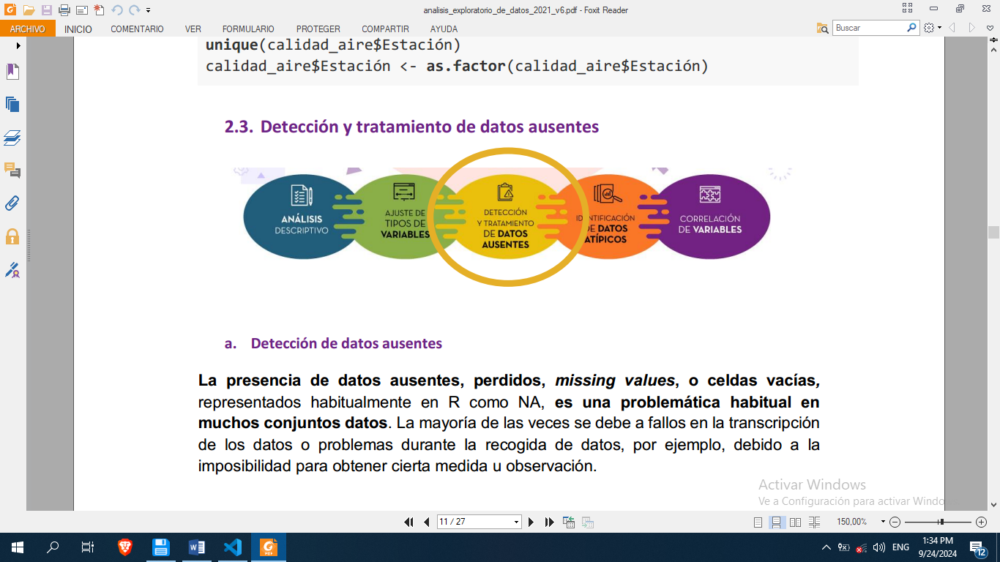 analisis_exploratorio_de_datos_2021_v6.pdf - Foxit Reader
ARCHIVO INICIO COMENTARIO VER FORMULARIO PROTEGER COMPARTIR AYUDA
Buscar
unique(calidad_aire$Estación)
calidad_aire$Estación <- as.factor(calidad_aire$Estación)
2.3. Detección y tratamiento de datos ausentes
ANÁLISIS
DESCRIPTIVO
AJUSTE DE
TIPOS DE
VARIABLES
DETECCIÓN
Y TRATAMIENTO
DE DATOS
AUSENTES
IDENTIFICACIÓN
DE DATOS
ATÍPICOS
CORRELACIÓN
DE VARIABLES
a. Detección de datos ausentes
La presencia de datos ausentes, perdidos, missing values, o celdas vacías,
representados habitualmente en R como NA, es una problemática habitual en
muchos conjuntos datos. La mayoría de las veces se debe a fallos en la transcripción
de los datos o problemas durante la recogida de datos, por ejemplo, debido a la
imposibilidad para obtener cierta medida u observación.
Activar Windows
Ve a Configuración para activar Windows
11 / 27
150,00%
PDF
ENG
1:34 PM
9/24/2024
12